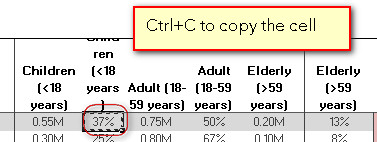 Ctrl+C to copy the cell
Children
(<18
years)
ren
(<18
years
)
Adult (18-
59 years)
Adult
(18-59
years)
Elderly
(>59
years)
Elderly
(>59
years)
0.55M 37% 0.75M 50% 0.20M 13%
0.30M 25% 0.80M 67% 0.10M 8%